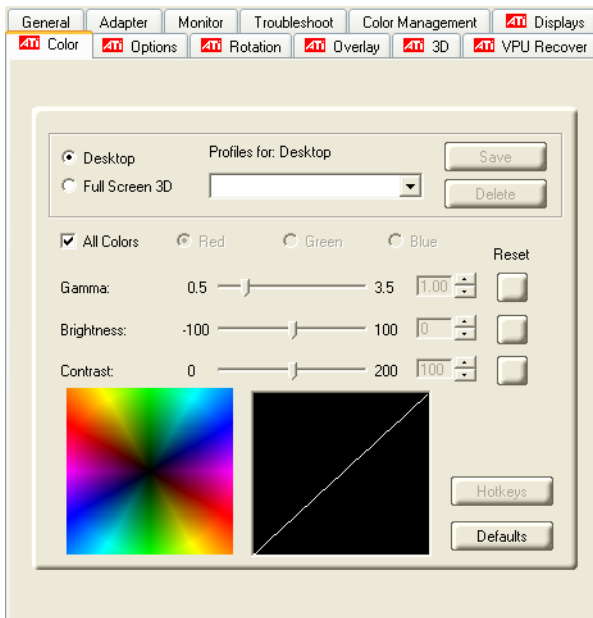 General Adapter Monitor Troubleshoot Color Management ATI Displays
ATI Color ATI Options ATI Rotation ATI Overlay ATI 3D ATI VPU Recover
Desktop Profiles for: Desktop Save
Full Screen 3D Delete
All Colors Red Green Blue
Reset
Gamma: 0.5 3.5 1.00
Brightness: -100 100 0
Contrast: 0 200 100
Hotkeys
Defaults